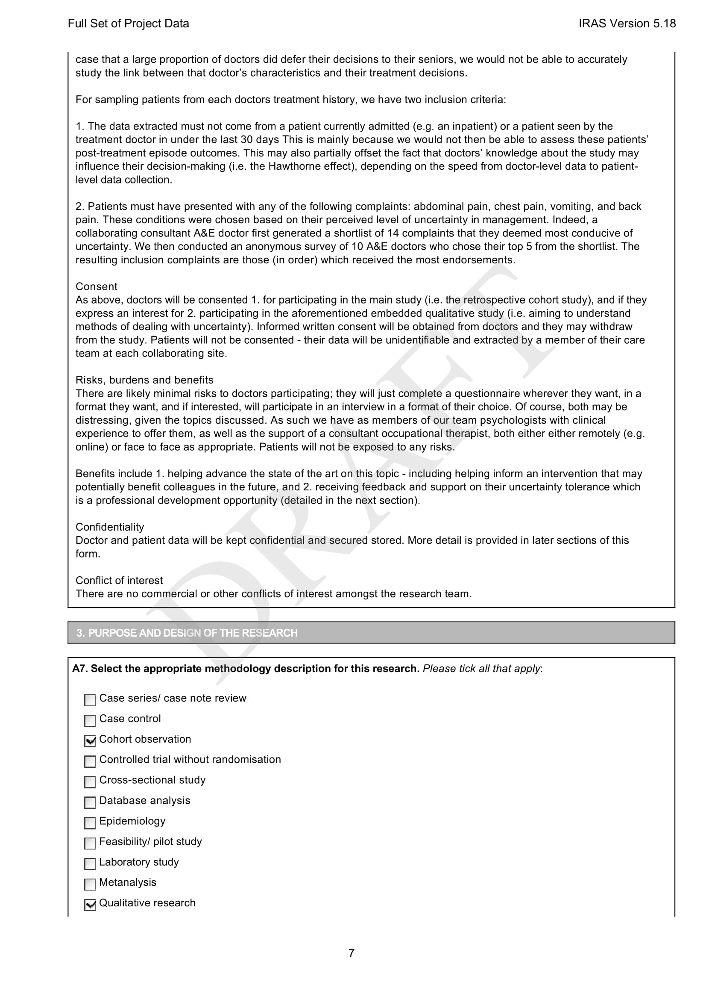 Full Set of Project Data
IRAS Version 5.18
case that a large proportion of doctors did defer their decisions to their seniors, we would not be able to accurately
study the link between that doctor’s characteristics and their treatment decisions.
For sampling patients from each doctors treatment history, we have two inclusion criteria:
1. The data extracted must not come from a patient currently admitted (e.g. an inpatient) or a patient seen by the
treatment doctor in under the last 30 days This is mainly because we would not then be able to assess these patients’
post-treatment episode outcomes. This may also partially offset the fact that doctors’ knowledge about the study may
influence their decision-making (i.e. the Hawthorne effect), depending on the speed from doctor-level data to patient-
level data collection.
2. Patients must have presented with any of the following complaints: abdominal pain, chest pain, vomiting, and back
pain. These conditions were chosen based on their perceived level of uncertainty in management. Indeed, a
collaborating consultant A&E doctor first generated a shortlist of 14 complaints that they deemed most conducive of
uncertainty. We then conducted an anonymous survey of 10 A&E doctors who chose their top 5 from the shortlist. The
resulting inclusion complaints are those (in order) which received the most endorsements.
Consent
As above, doctors will be consented 1. for participating in the main study (i.e. the retrospective cohort study), and if they
express an interest for 2. participating in the aforementioned embedded qualitative study (i.e. aiming to understand
methods of dealing with uncertainty). Informed written consent will be obtained from doctors and they may withdraw
from the study. Patients will not be consented - their data will be unidentifiable and extracted by a member of their care
team at each collaborating site.
Risks, burdens and benefits
There are likely minimal risks to doctors participating; they will just complete a questionnaire wherever they want, in a
format they want, and if interested, will participate in an interview in a format of their choice. Of course, both may be
distressing, given the topics discussed. As such we have as members of our team psychologists with clinical
experience to offer them, as well as the support of a consultant occupational therapist, both either either remotely (e.g.
online) or face to face as appropriate. Patients will not be exposed to any risks.
Benefits include 1. helping advance the state of the art on this topic - including helping inform an intervention that may
potentially benefit colleagues in the future, and 2. receiving feedback and support on their uncertainty tolerance which
is a professional development opportunity (detailed in the next section).
Confidentiality
Doctor and patient data will be kept confidential and secured stored. More detail is provided in later sections of this
form.
Conflict of interest
There are no commercial or other conflicts of interest amongst the research team.
DRAFT
3. PURPOSE AND DESIGN OF THE RESEARCH
A7. Select the appropriate methodology description for this research. Please tick all that apply:
Case series/ case note review
Case control
Cohort observation
Controlled trial without randomisation
Cross-sectional study
Database analysis
Epidemiology
Feasibility/ pilot study
Laboratory study
Metanalysis
Qualitative research
7